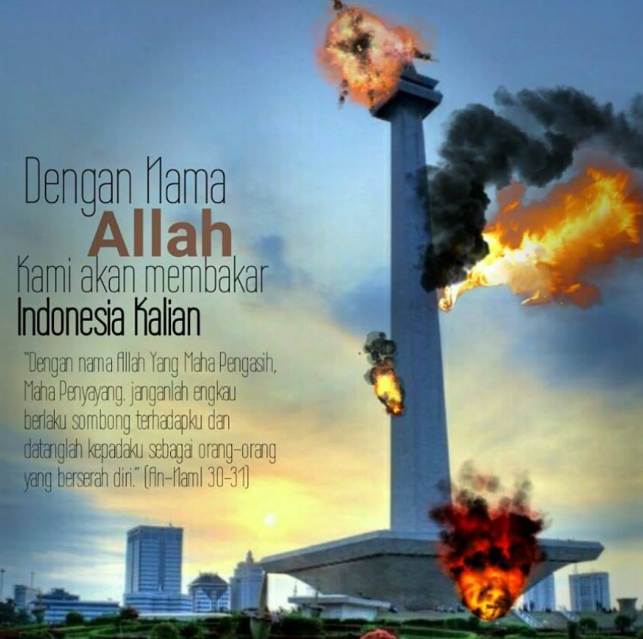 Dengan Nama
Allah
Kami akan membakar
Indonesia Kalian
"Dengan nama Allah Yang Maha Pengasih,
Maha Penyayang. janganlah engkau
berlaku sombong terhadapku dan
datanglah kepadaku sebagai orang-orang
yang berserah diri." (An-Naml 30-31)